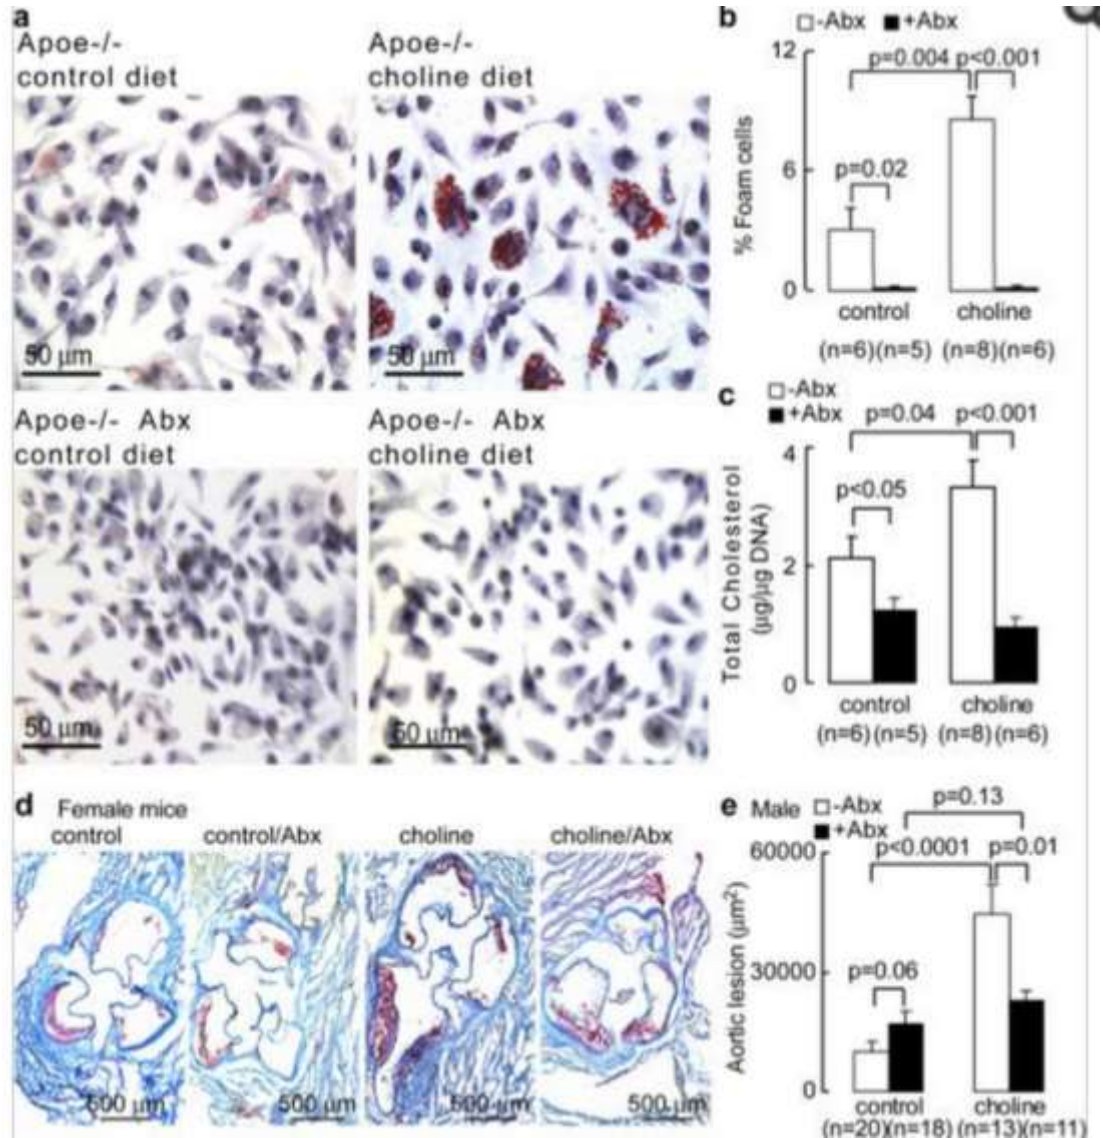 a
Apoe-/-
control diet
Apoe-/-
choline diet
50 µm
50 µm
Apoe-/- Abx
control diet
Apoe-/- Abx
choline diet
50 µm
50 µm
b
-Abx +Abx
12
p=0.004 p<0.001
6
p=0.02
% Foam cells
0
control choline
(n=6)(n=5) (n=8)(n=6)
c
-Abx
+Abx
p=0.04 p<0.001
4
p<0.05
2
Total Cholesterol
(µg/µg DNA)
0
control choline
(n=6)(n=5) (n=8)(n=6)
d Female mice
control control/Abx choline choline/Abx
500 µm 500 µm 500 µm 500 µm
e Male -Abx
+Abx
p=0.13
p<0.0001 p=0.01
60000
30000
p=0.06
Aortic lesion (µm²)
0
control choline
(n=20)(n=18) (n=13)(n=11)